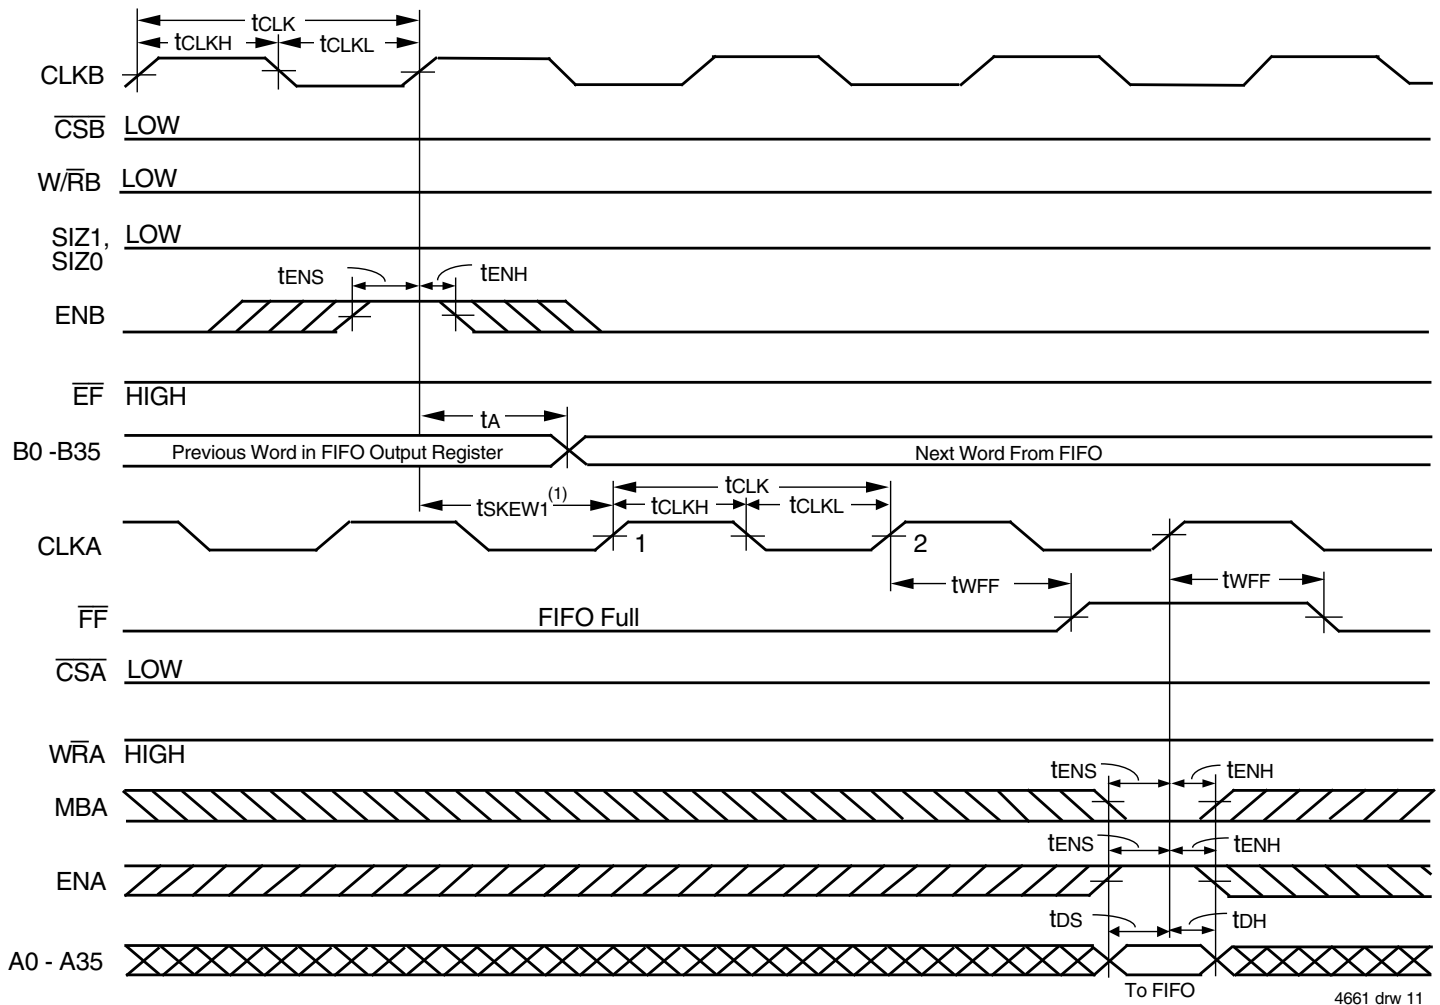 tCLK
tCLKH
tCLKL
CLKB
CSB LOW
W/RB LOW
SIZ1,
SIZ0
LOW
tENS
tENH
ENB
EF HIGH
tA
B0 -B35
Previous Word in FIFO Output Register
Next Word From FIFO
tCLK
tSKEW1(1)
tCLKH
tCLKL
CLKA
1
2
tWFF
tWFF
FF
FIFO Full
CSA LOW
WRA HIGH
tENS
tENH
MBA
tENS
tENH
ENA
tDS
tDH
A0 - A35
To FIFO
4661 drw 11